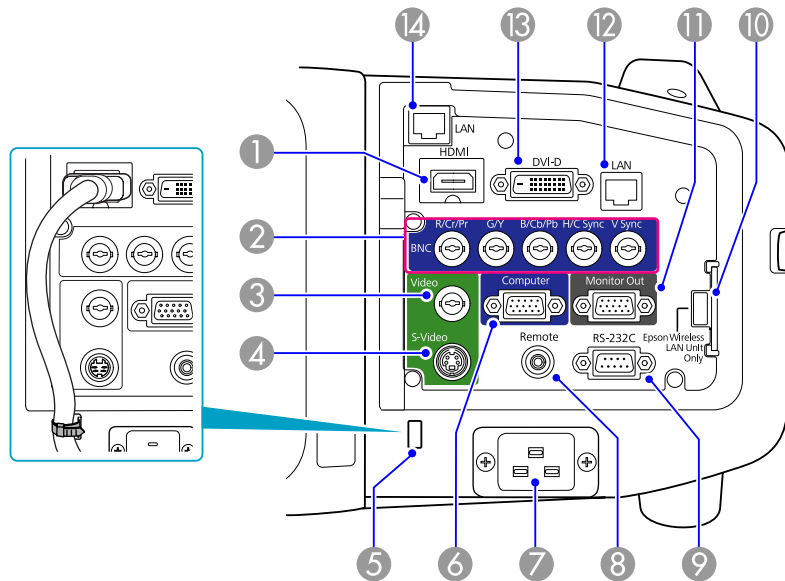 14
13
12
11
10
LAN
HDMI
DVI-D
LAN
1
2
R/Cr/Pr
G/Y
B/Cb/Pb
H/C Sync
V Sync
BNC
3
Video
Computer
Monitor Out
4
S-Video
Remote
RS-232C
Epson Wireless
LAN Unit
Only
5
6
7
8
9